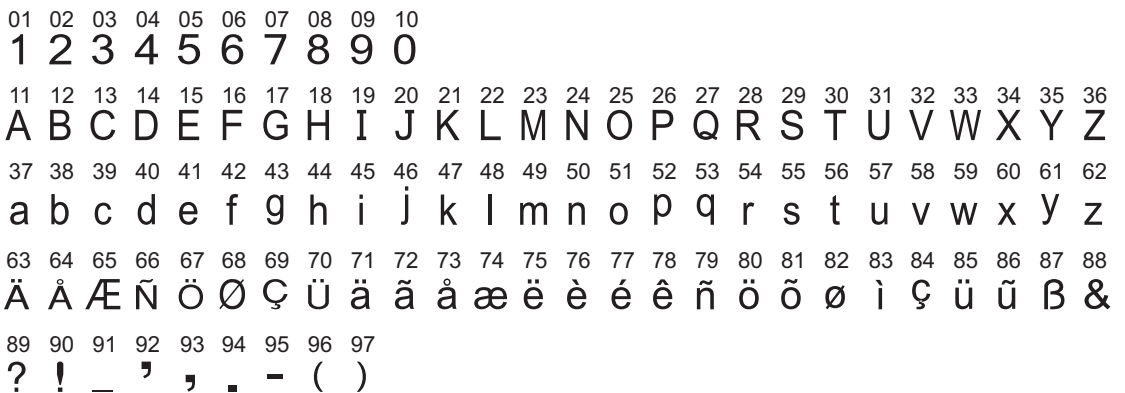 01 02 03 04 05 06 07 08 09 10
1 2 3 4 5 6 7 8 9 0
11 12 13 14 15 16 17 18 19 20 21 22 23 24 25 26 27 28 29 30 31 32 33 34 35 36
A B C D E F G H I J K L M N O P Q R S T U V W X Y Z
37 38 39 40 41 42 43 44 45 46 47 48 49 50 51 52 53 54 55 56 57 58 59 60 61 62
a b c d e f g h i j k l m n o p q r s t u v w x y z
63 64 65 66 67 68 69 70 71 72 73 74 75 76 77 78 79 80 81 82 83 84 85 86 87 88
Ä Å Æ Ñ Ö Ø Ç Ü ä ã å æ ë è é ê ñ ö õ ø ì ç ü ũ ß &
89 90 91 92 93 94 95 96 97
? ! _ ’ , . - ( )